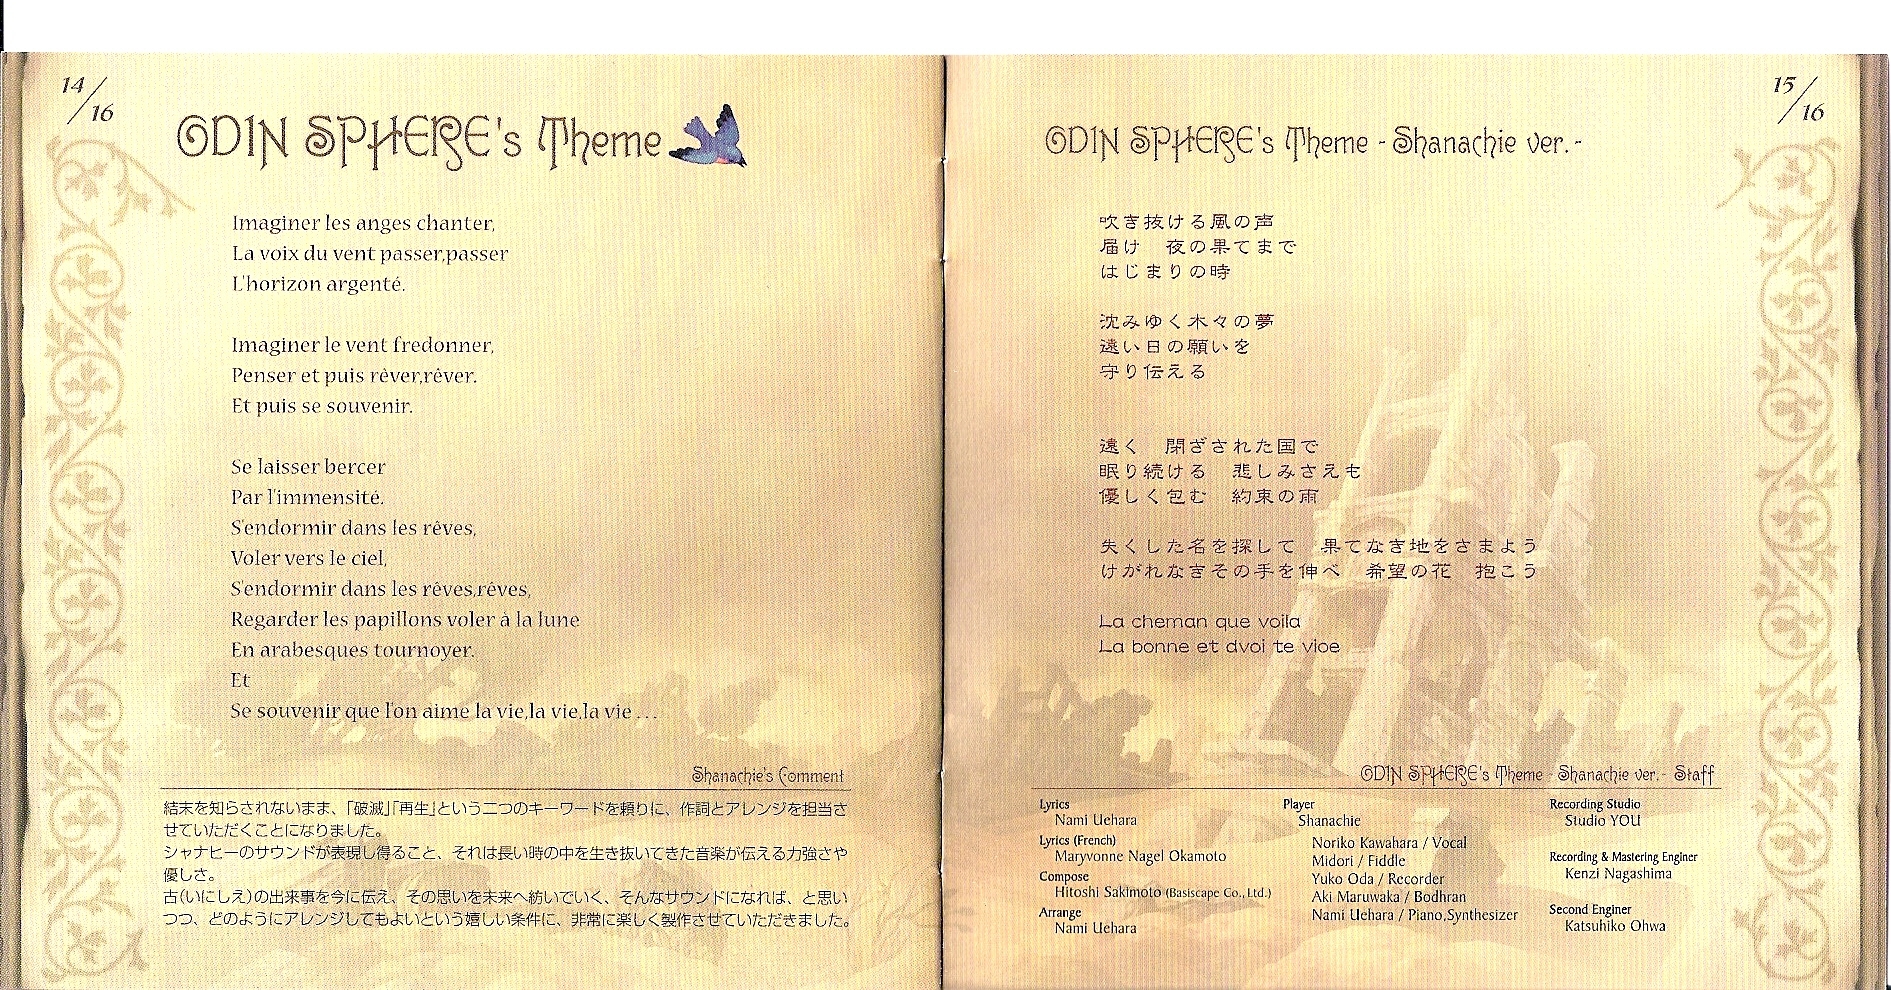 14/16
ODIN SPHERE's Theme
Imaginer les anges chanter,
La voix du vent passer,passer
L'horizon argenté.
Imaginer le vent fredonner,
Penser et puis rêver,rêver.
Et puis se souvenir.
Se laisser bercer
Par l'immensité.
S'endormir dans les rêves,
Voler vers le ciel,
S'endormir dans les rêves,rêves,
Regarder les papillons voler à la lune
En arabesques tournoyer.
Et
Se souvenir que l'on aime la vie,la vie,la vie . . .
Shanachie's Comment
結末を知らされないまま、「破滅」「再生」という二つのキーワードを頼りに、作詞とアレンジを担当さ
せていただくことになりました。
シャナヒーのサウンドが表現し得ること、それは長い時の中を生き抜いてきた音楽が伝える力強さや
優しさ。
古(いにしえ)の出来事を今に伝え、その思いを未来へ紡いでいく、そんなサウンドになれば、と思い
つつ、どのようにアレンジしてもよいという嬉しい条件に、非常に楽しく製作させていただきました。
15/16
ODIN SPHERE's Theme - Shanachie ver. -
吹き抜ける風の声
届け　夜の果てまで
はじまりの時
沈みゆく木々の夢
遠い日の願いを
守り伝える
遠く　閉ざされた国で
眠り続ける　悲しみさえも
優しく包む　約束の雨
失くした名を探して　果てなき地をさまよう
けがれなきその手を伸べ　希望の花　抱こう
La cheman que voila
La bonne et dvoi te vioe
ODIN SPHERE's Theme - Shanachie ver. - Staff
Lyrics
Nami Uehara
Lyrics (French)
Maryvonne Nagel Okamoto
Compose
Hitoshi Sakimoto (Basiscape Co., Ltd.)
Arrange
Nami Uehara
Player
Shanachie
Noriko Kawahara / Vocal
Midori / Fiddle
Yuko Oda / Recorder
Aki Maruwaka / Bodhran
Nami Uehara / Piano,Synthesizer
Recording Studio
Studio YOU
Recording & Mastering Enginer
Kenzi Nagashima
Second Enginer
Katsuhiko Ohwa